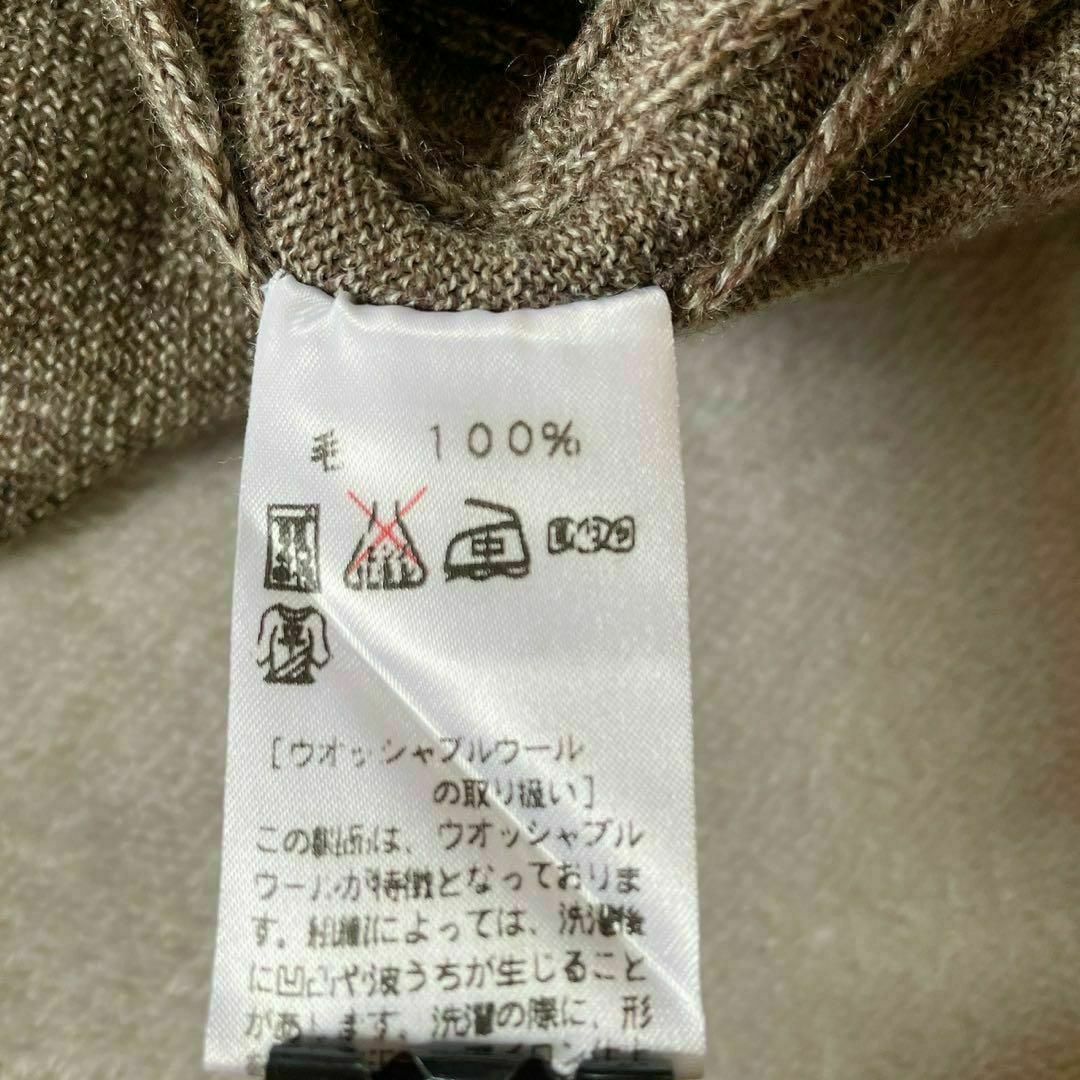 毛 100%
中
[ウオッシャブルウール
の取り扱い]
この製品は、ウオッシャブル
ウールが特徴となっておりま
す。組織によっては、洗濯後
に凹凸や波うちが生じること
があります。洗濯の際に、形